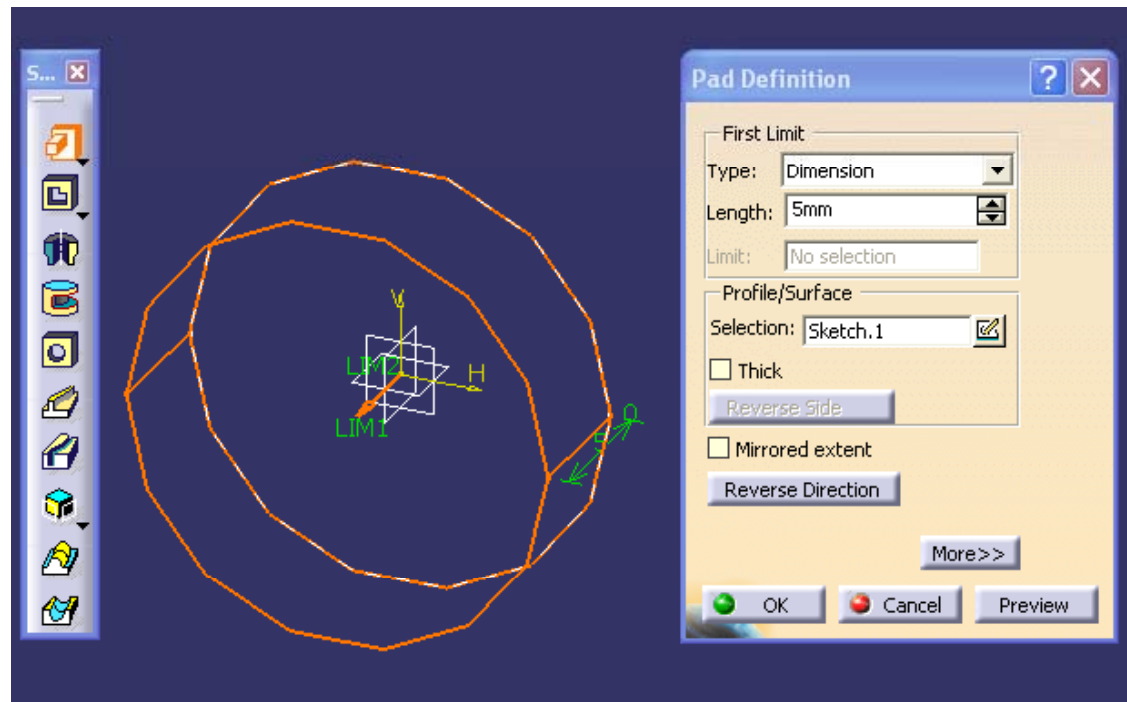 S...
Pad Definition
First Limit
Type: Dimension
Length: 5mm
Limit: No selection
Profile/Surface
Selection: Sketch.1
Thick
Reverse Side
Mirrored extent
Reverse Direction
More>>
OK Cancel Preview
V
H
LIM2
LIM1
0
5